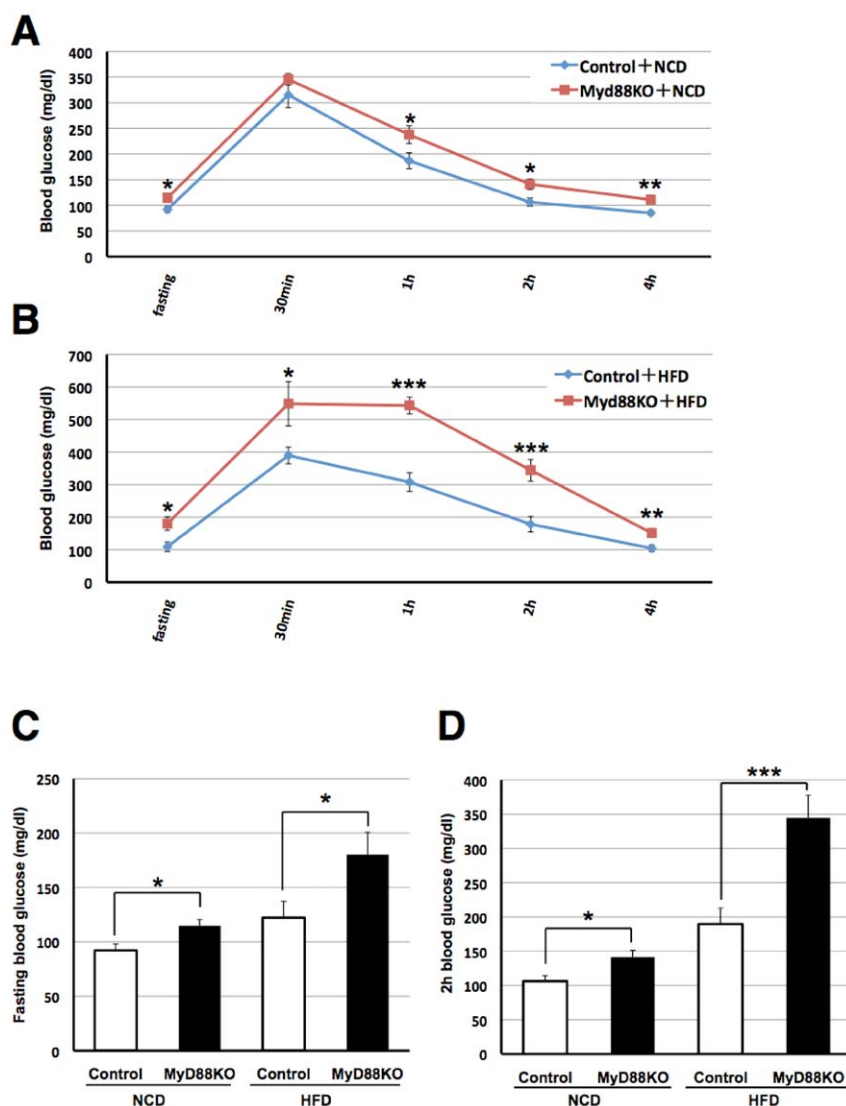 A
400
350
300
250
200
150
100
50
0
Blood glucose (mg/dl)
Control+NCD
Myd88KO+NCD
*
*
*
**
fasting
30min
1h
2h
4h
B
700
600
500
400
300
200
100
0
Blood glucose (mg/dl)
Control+HFD
Myd88KO+HFD
*
*
***
***
**
fasting
30min
1h
2h
4h
C
250
200
150
100
50
0
Fasting blood glucose (mg/dl)
*
*
Control MyD88KO Control MyD88KO
NCD HFD
D
400
350
300
250
200
150
100
50
0
2h blood glucose (mg/dl)
*
***
Control MyD88KO Control MyD88KO
NCD HFD